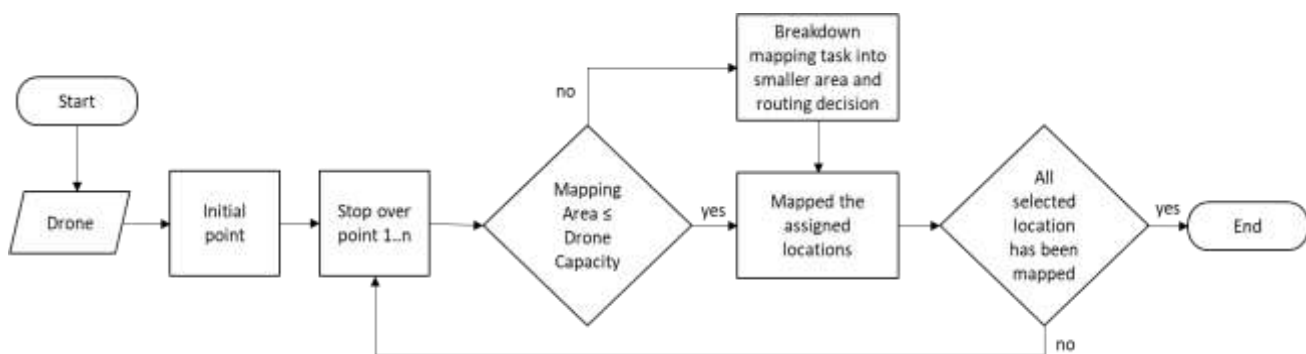 Start
Drone
Initial
point
Stop over
point 1..n
Mapping
Area ≤
Drone
Capacity
no
Breakdown
mapping task into
smaller area and
routing decision
yes
Mapped the
assigned
locations
All
selected
location
has been
mapped
yes
End
no